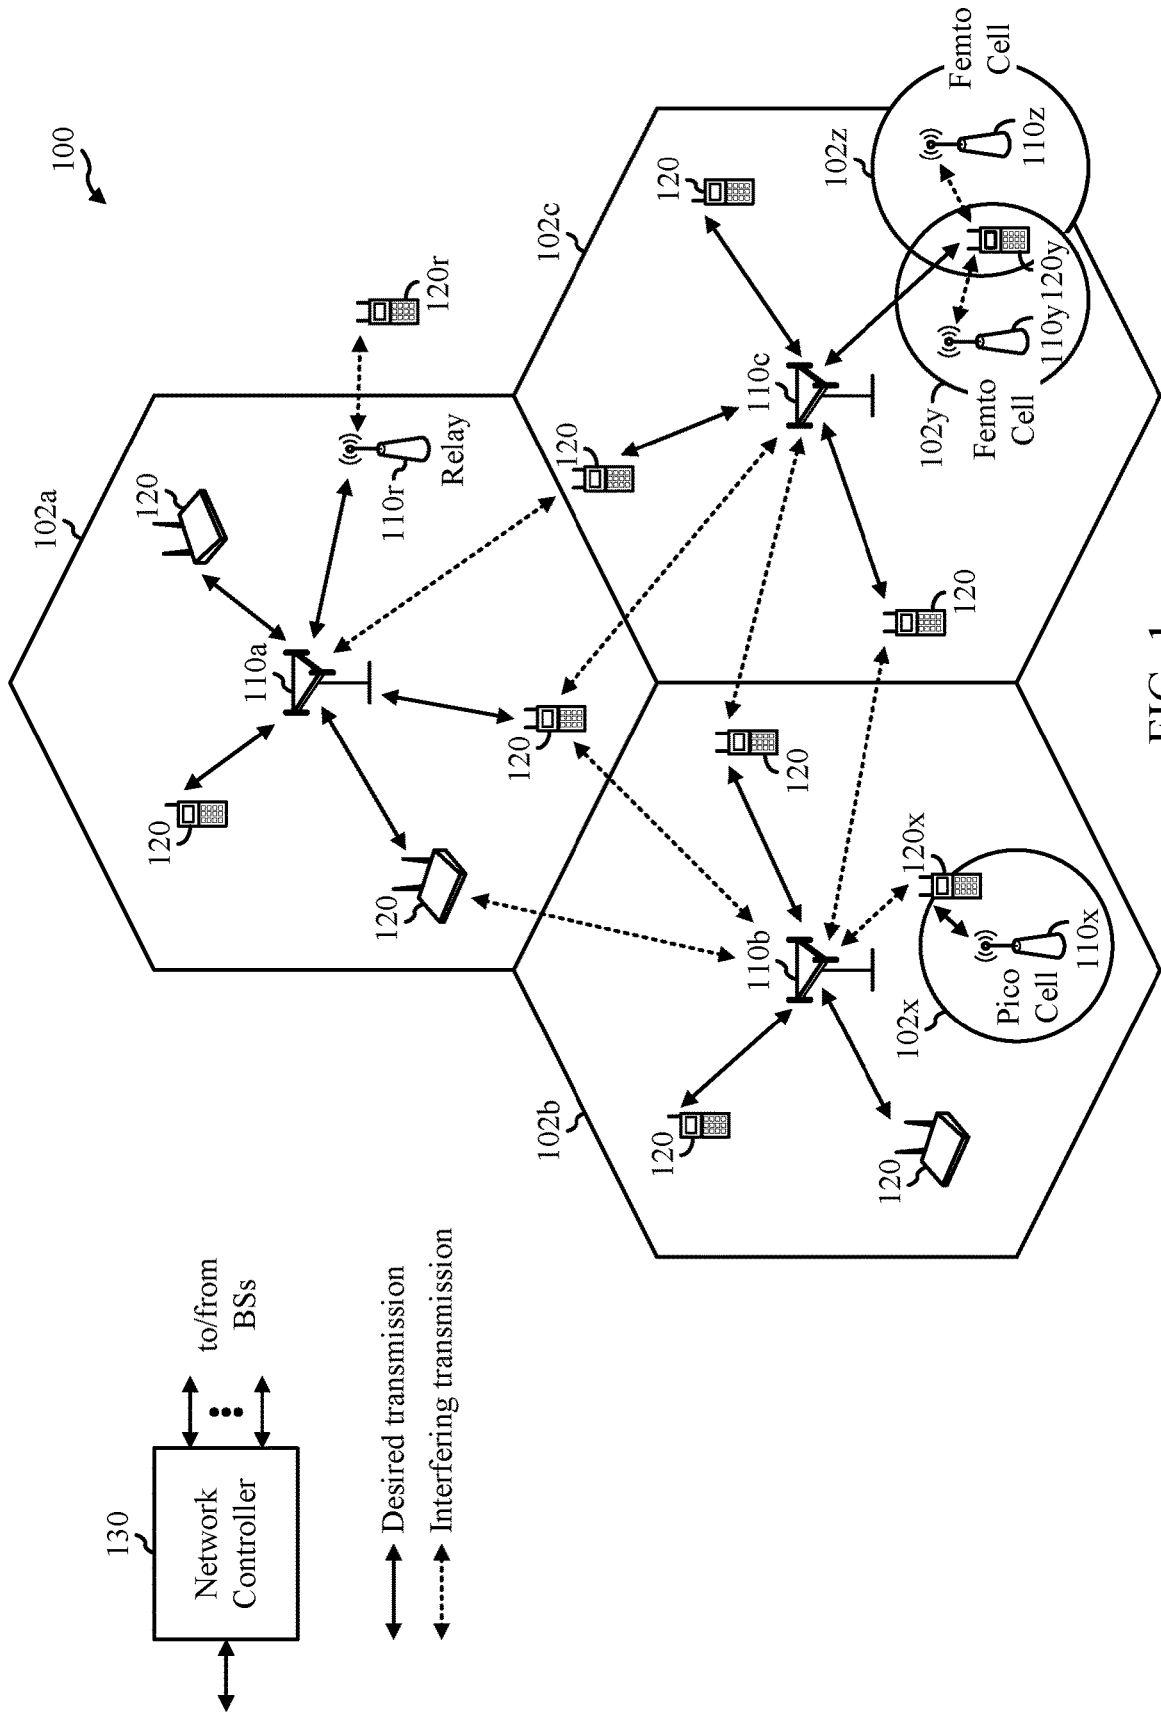 100
130
Network
Controller
to/from
BSs
Desired transmission
Interfering transmission
102a
120
120
110a
120
110r
Relay
120r
120
120
102b
120
120
110b
120
120
102x
Pico
Cell
110x
120x
102c
120
120
110c
120
102y
Femto
Cell
110y
120y
102z
Femto
Cell
110z
FIG. 1